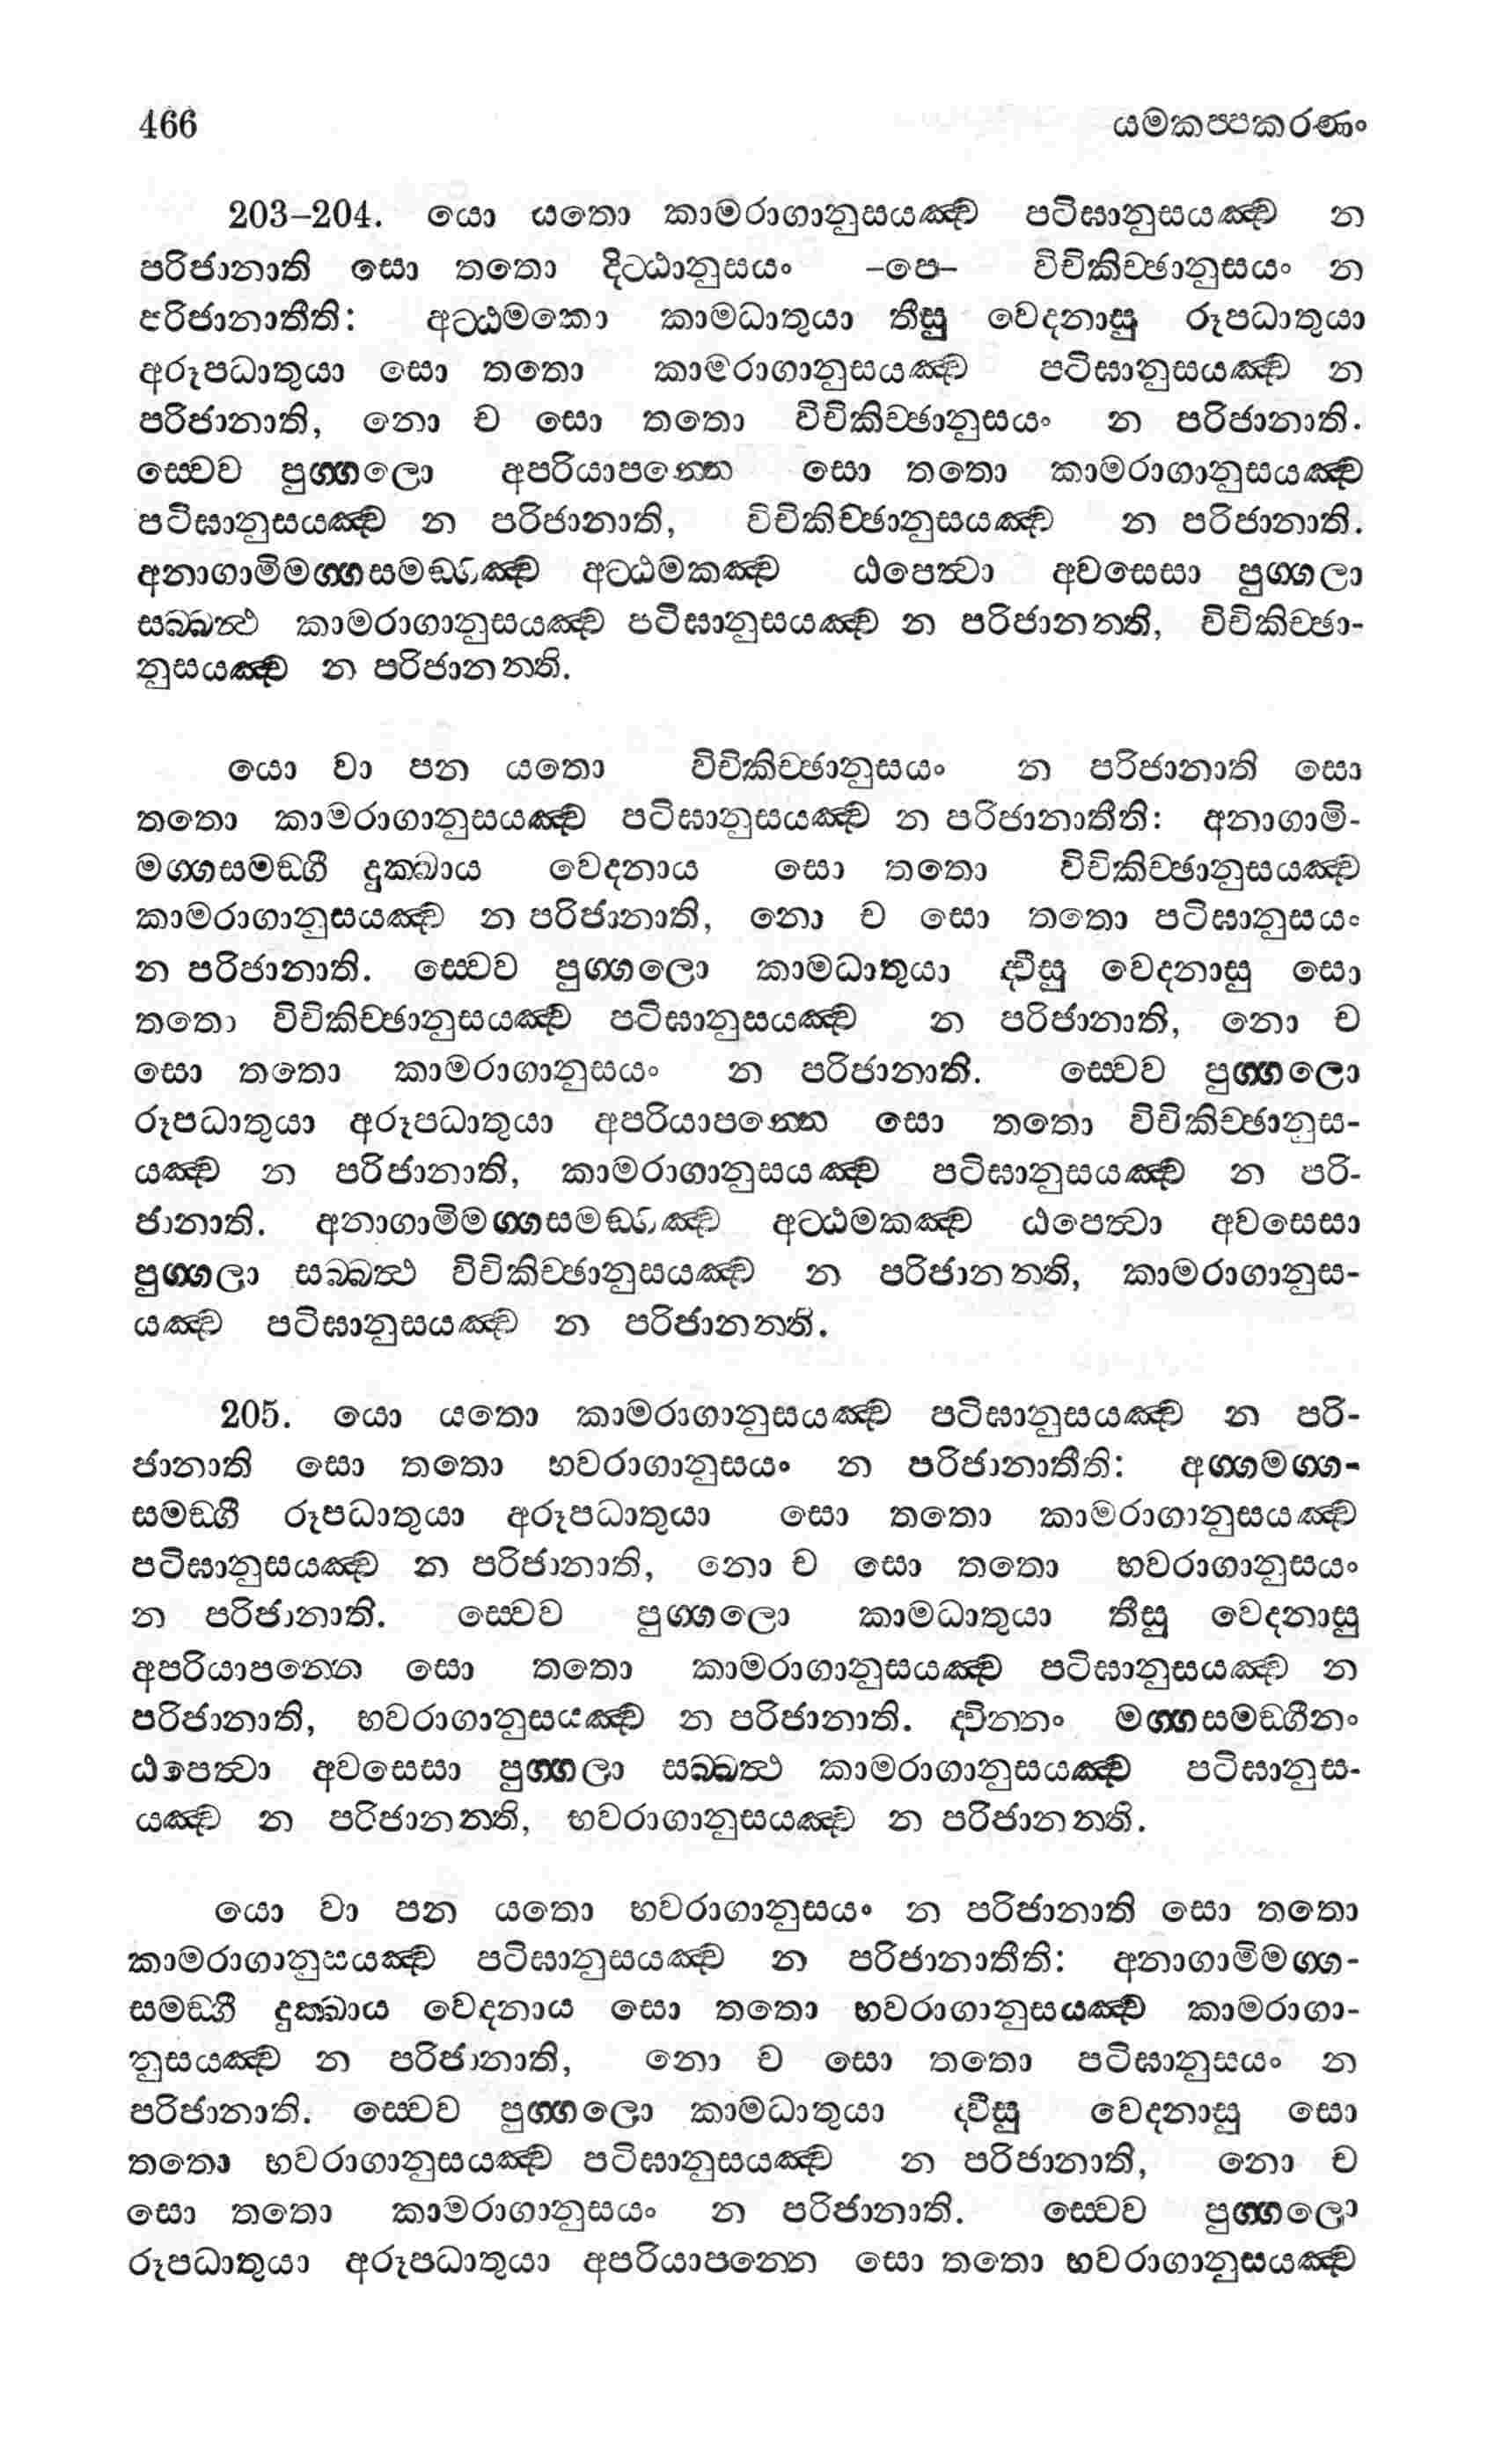 466 යමකප්පකරණං
203–204. යො යතො කාමරාගානුසයඤ්ච පටිඝානුසයඤ්ච න
පරිජානාති සො තතො දිට්ඨානුසයං –පෙ– විචිකිච්ඡානුසයං න
පරිජානාතීති: අට්ඨමකො කාමධාතුයා තීසු වෙදනාසු රූපධාතුයා
අරූපධාතුයා සො තතො කාමරාගානුසයඤ්ච පටිඝානුසයඤ්ච න
පරිජානාති, නො ච සො තතො විචිකිච්ඡානුසයං න පරිජානාති.
ස්වෙව පුග්ගලො අපරියාපන්නෙ සො තතො කාමරාගානුසයඤ්ච
පටිඝානුසයඤ්ච න පරිජානාති, විචිකිච්ඡානුසයඤ්ච න පරිජානාති.
අනාගාමිමග්ගසමඞ්ගිඤ්ච අට්ඨමකඤ්ච ඨපෙත්වා අවසෙසා පුග්ගලා
සබ්බත්ථ කාමරාගානුසයඤ්ච පටිඝානුසයඤ්ච න පරිජානන්ති, විචිකිච්ඡා-
නුසයඤ්ච න පරිජානන්ති.
යො වා පන යතො විචිකිච්ඡානුසයං න පරිජානාති සො
තතො කාමරාගානුසයඤ්ච පටිඝානුසයඤ්ච න පරිජානාතීති: අනාගාමි-
මග්ගසමඞ්ගී දුක්ඛාය වෙදනාය සො තතො විචිකිච්ඡානුසයඤ්ච
කාමරාගානුසයඤ්ච න පරිජානාති, නො ච සො තතො පටිඝානුසයං
න පරිජානාති. ස්වෙව පුග්ගලො කාමධාතුයා ද්වීසු වෙදනාසු සො
තතො විචිකිච්ඡානුසයඤ්ච පටිඝානුසයඤ්ච න පරිජානාති, නො ච
සො තතො කාමරාගානුසයං න පරිජානාති. ස්වෙව පුග්ගලො
රූපධාතුයා අරූපධාතුයා අපරියාපන්නෙ සො තතො විචිකිච්ඡානුස-
යඤ්ච න පරිජානාති, කාමරාගානුසයඤ්ච පටිඝානුසයඤ්ච න පරි-
ජානාති. අනාගාමිමග්ගසමඞ්ගිඤ්ච අට්ඨමකඤ්ච ඨපෙත්වා අවසෙසා
පුග්ගලා සබ්බත්ථ විචිකිච්ඡානුසයඤ්ච න පරිජානන්ති, කාමරාගානුස-
යඤ්ච පටිඝානුසයඤ්ච න පරිජානන්ති.
205. යො යතො කාමරාගානුසයඤ්ච පටිඝානුසයඤ්ච න පරි-
ජානාති සො තතො භවරාගානුසයං න පරිජානාතීති: අග්ගමග්ග-
සමඞ්ගී රූපධාතුයා අරූපධාතුයා සො තතො කාමරාගානුසයඤ්ච
පටිඝානුසයඤ්ච න පරිජානාති, නො ච සො තතො භවරාගානුසයං
න පරිජානාති. ස්වෙව පුග්ගලො කාමධාතුයා තීසු වෙදනාසු
අපරියාපන්නෙ සො තතො කාමරාගානුසයඤ්ච පටිඝානුසයඤ්ච න
පරිජානාති, භවරාගානුසයඤ්ච න පරිජානාති. ද්වින්නං මග්ගසමඞ්ගීනං
ඨපෙත්වා අවසෙසා පුග්ගලා සබ්බත්ථ කාමරාගානුසයඤ්ච පටිඝානුස-
යඤ්ච න පරිජානන්ති, භවරාගානුසයඤ්ච න පරිජානන්ති.
යො වා පන යතො භවරාගානුසයං න පරිජානාති සො තතො
කාමරාගානුසයඤ්ච පටිඝානුසයඤ්ච න පරිජානාතීති: අනාගාමිමග්ග-
සමඞ්ගී දුක්ඛාය වෙදනාය සො තතො භවරාගානුසයඤ්ච කාමරාගා-
නුසයඤ්ච න පරිජානාති, නො ච සො තතො පටිඝානුසයං න
පරිජානාති. ස්වෙව පුග්ගලො කාමධාතුයා ද්වීසු වෙදනාසු සො
තතො භවරාගානුසයඤ්ච පටිඝානුසයඤ්ච න පරිජානාති, නො ච
සො තතො කාමරාගානුසයං න පරිජානාති. ස්වෙව පුග්ගලො
රූපධාතුයා අරූපධාතුයා අපරියාපන්නෙ සො තතො භවරාගානුසයඤ්ච